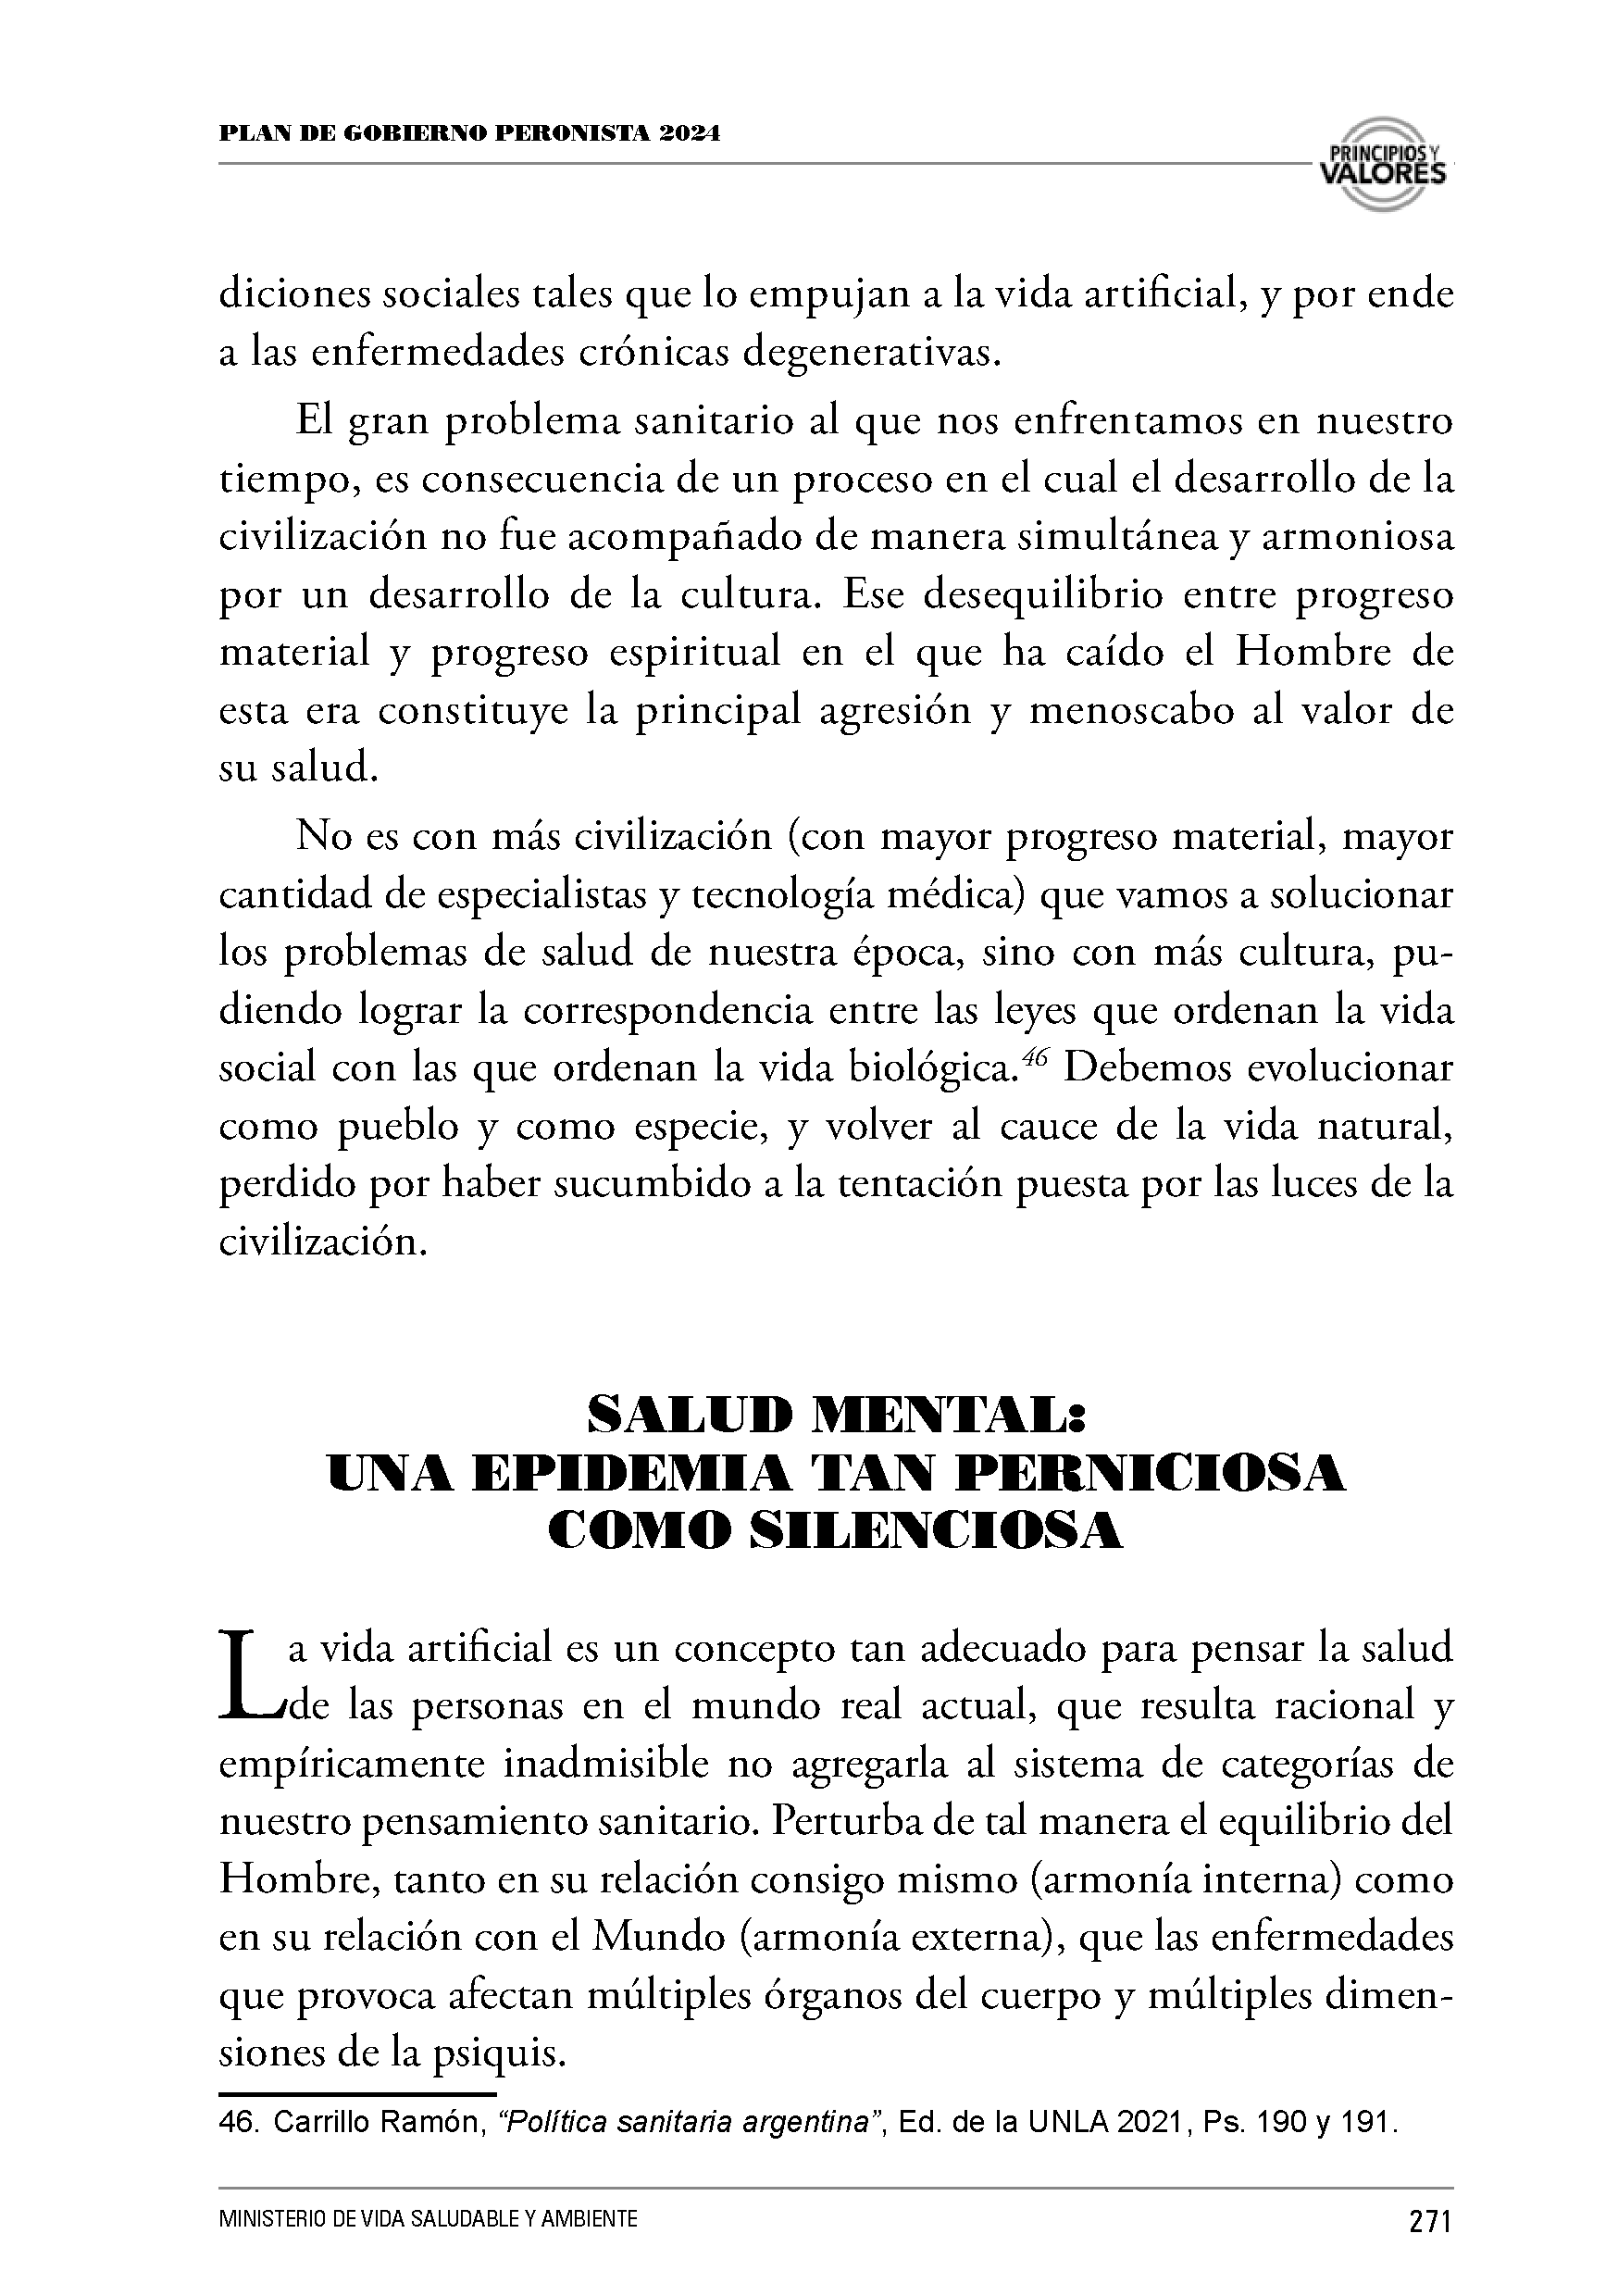 PLAN DE GOBIERNO PERONISTA 2024
PRINCIPIOS Y
VALORES
diciones sociales tales que lo empujan a la vida artificial, y por ende
a las enfermedades crónicas degenerativas.
El gran problema sanitario al que nos enfrentamos en nuestro
tiempo, es consecuencia de un proceso en el cual el desarrollo de la
civilización no fue acompañado de manera simultánea y armoniosa
por un desarrollo de la cultura. Ese desequilibrio entre progreso
material y progreso espiritual en el que ha caído el Hombre de
esta era constituye la principal agresión y menoscabo al valor de
su salud.
No es con más civilización (con mayor progreso material, mayor
cantidad de especialistas y tecnología médica) que vamos a solucionar
los problemas de salud de nuestra época, sino con más cultura, pu-
diendo lograr la correspondencia entre las leyes que ordenan la vida
social con las que ordenan la vida biológica.46 Debemos evolucionar
como pueblo y como especie, y volver al cauce de la vida natural,
perdido por haber sucumbido a la tentación puesta por las luces de la
civilización.
SALUD MENTAL:
UNA EPIDEMIA TAN PERNICIOSA
COMO SILENCIOSA
La vida artificial es un concepto tan adecuado para pensar la salud
de las personas en el mundo real actual, que resulta racional y
empíricamente inadmisible no agregarla al sistema de categorías de
nuestro pensamiento sanitario. Perturba de tal manera el equilibrio del
Hombre, tanto en su relación consigo mismo (armonía interna) como
en su relación con el Mundo (armonía externa), que las enfermedades
que provoca afectan múltiples órganos del cuerpo y múltiples dimen-
siones de la psiquis.
46. Carrillo Ramón, “Política sanitaria argentina”, Ed. de la UNLA 2021, Ps. 190 y 191.
MINISTERIO DE VIDA SALUDABLE Y AMBIENTE
271